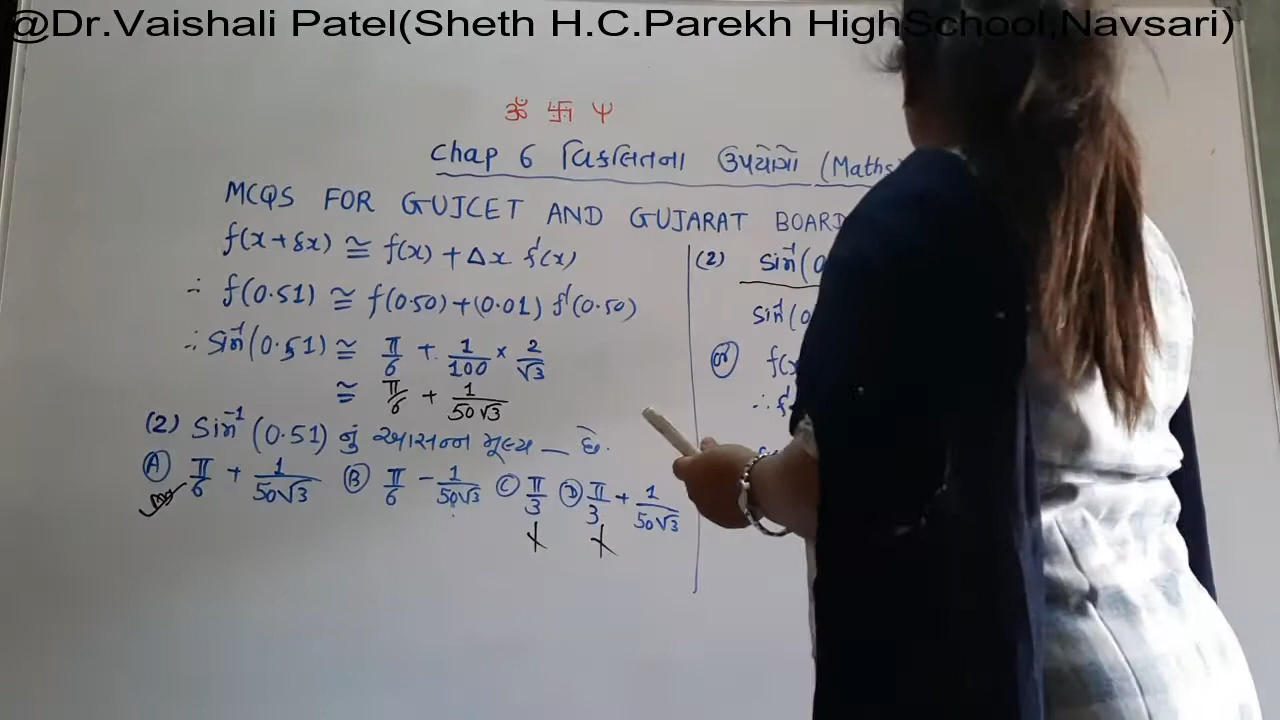 @Dr.Vaishali Patel(Sheth H.C.Parekh HighSchool,Navsari)
ॐ 卐 Ψ
Chap 6 વિકલિતના ઉપયોગો (Maths
MCQS FOR GUJCET AND GUJARAT BOARD
f(x+δx) ≅ f(x) + Δx f'(x)
∴ f(0.51) ≅ f(0.50)+(0.01) f'(0.50)
∴ Sin⁻¹(0.51) ≅ π/6 + 1/100 × 2/√3
≅ π/6 + 1/50√3
(2) Sin⁻¹(0.51) નું આસન્ન મૂલ્ય _ છે.
Ⓐ π/6 + 1/50√3 Ⓑ π/6 - 1/50√3 Ⓒ π/3 Ⓓ π/3 + 1/50√3
(2) Sin⁻¹(0
Sin⁻¹(0
f(x
∴ f'